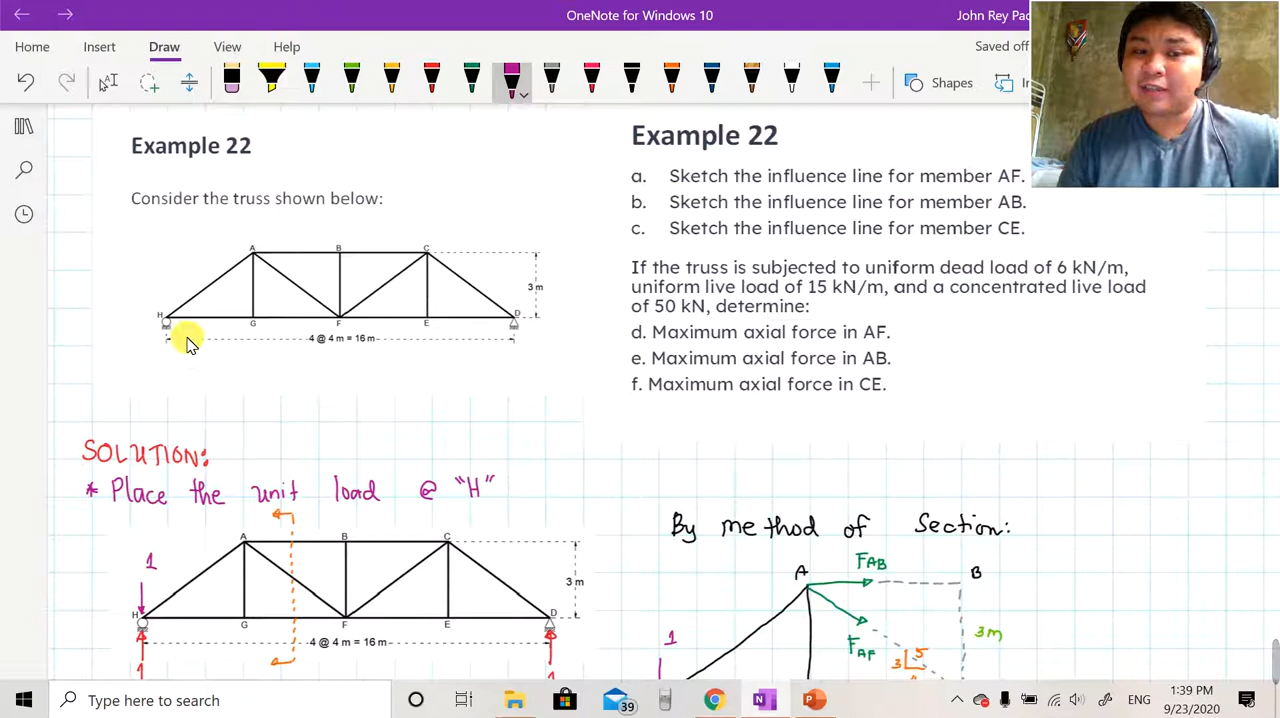 OneNote for Windows 10
John Rey Pac
Home
Insert
Draw
View
Help
Saved off
Shapes
In
Example 22
Consider the truss shown below:
A
B
C
3 m
H
G
F
E
D
4 @ 4 m = 16 m
Example 22
a. Sketch the influence line for member AF.
b. Sketch the influence line for member AB.
c. Sketch the influence line for member CE.
If the truss is subjected to uniform dead load of 6 kN/m,
uniform live load of 15 kN/m, and a concentrated live load
of 50 kN, determine:
d. Maximum axial force in AF.
e. Maximum axial force in AB.
f. Maximum axial force in CE.
SOLUTION:
* Place the unit load @ "H"
A
B
C
1
3 m
H
G
F
E
D
4 @ 4 m = 16 m
1
By method of Section:
A
FAB
B
1
FAF
3
5
3m
Type here to search
39
ENG
1:39 PM
9/23/2020